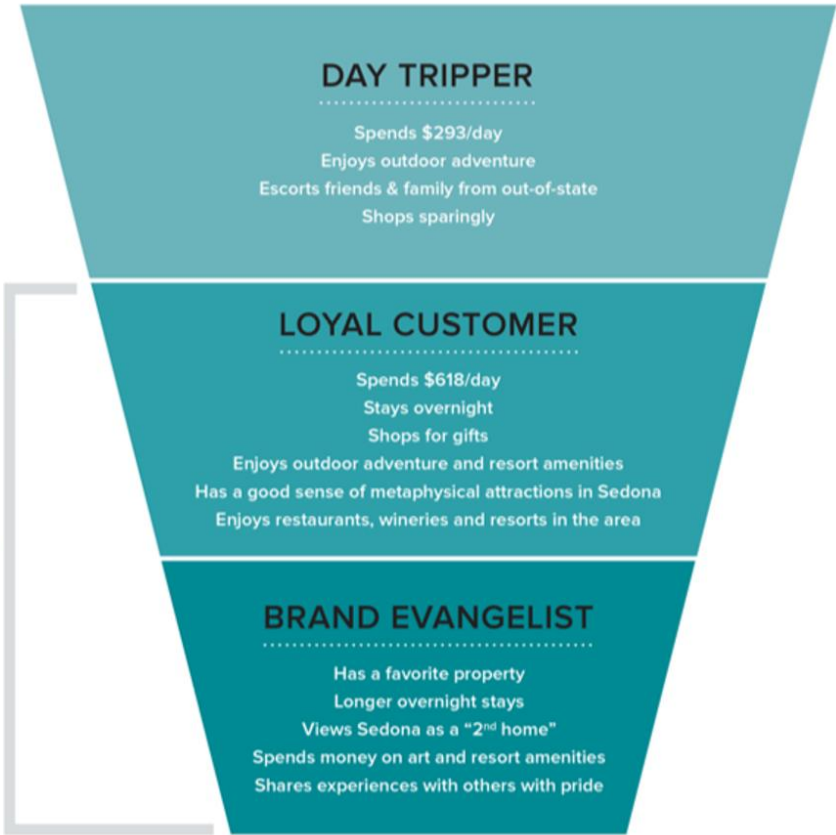 DAY TRIPPER
Spends $293/day
Enjoys outdoor adventure
Escorts friends & family from out-of-state
Shops sparingly
LOYAL CUSTOMER
Spends $618/day
Stays overnight
Shops for gifts
Enjoys outdoor adventure and resort amenities
Has a good sense of metaphysical attractions in Sedona
Enjoys restaurants, wineries and resorts in the area
BRAND EVANGELIST
Has a favorite property
Longer overnight stays
Views Sedona as a “2nd home”
Spends money on art and resort amenities
Shares experiences with others with pride